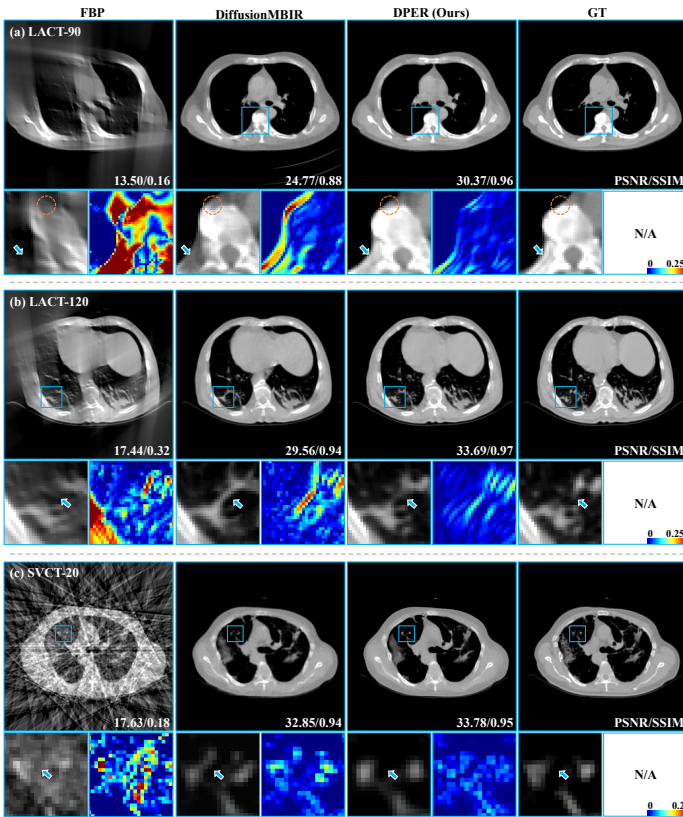 FBP DiffusionMBIR DPER (Ours) GT
(a) LACT-90
13.50/0.16 24.77/0.88 30.37/0.96 PSNR/SSIM
N/A
0 0.25
(b) LACT-120
17.44/0.32 29.56/0.94 33.69/0.97 PSNR/SSIM
N/A
0 0.25
(c) SVCT-20
17.63/0.18 32.85/0.94 33.78/0.95 PSNR/SSIM
N/A
0 0.2